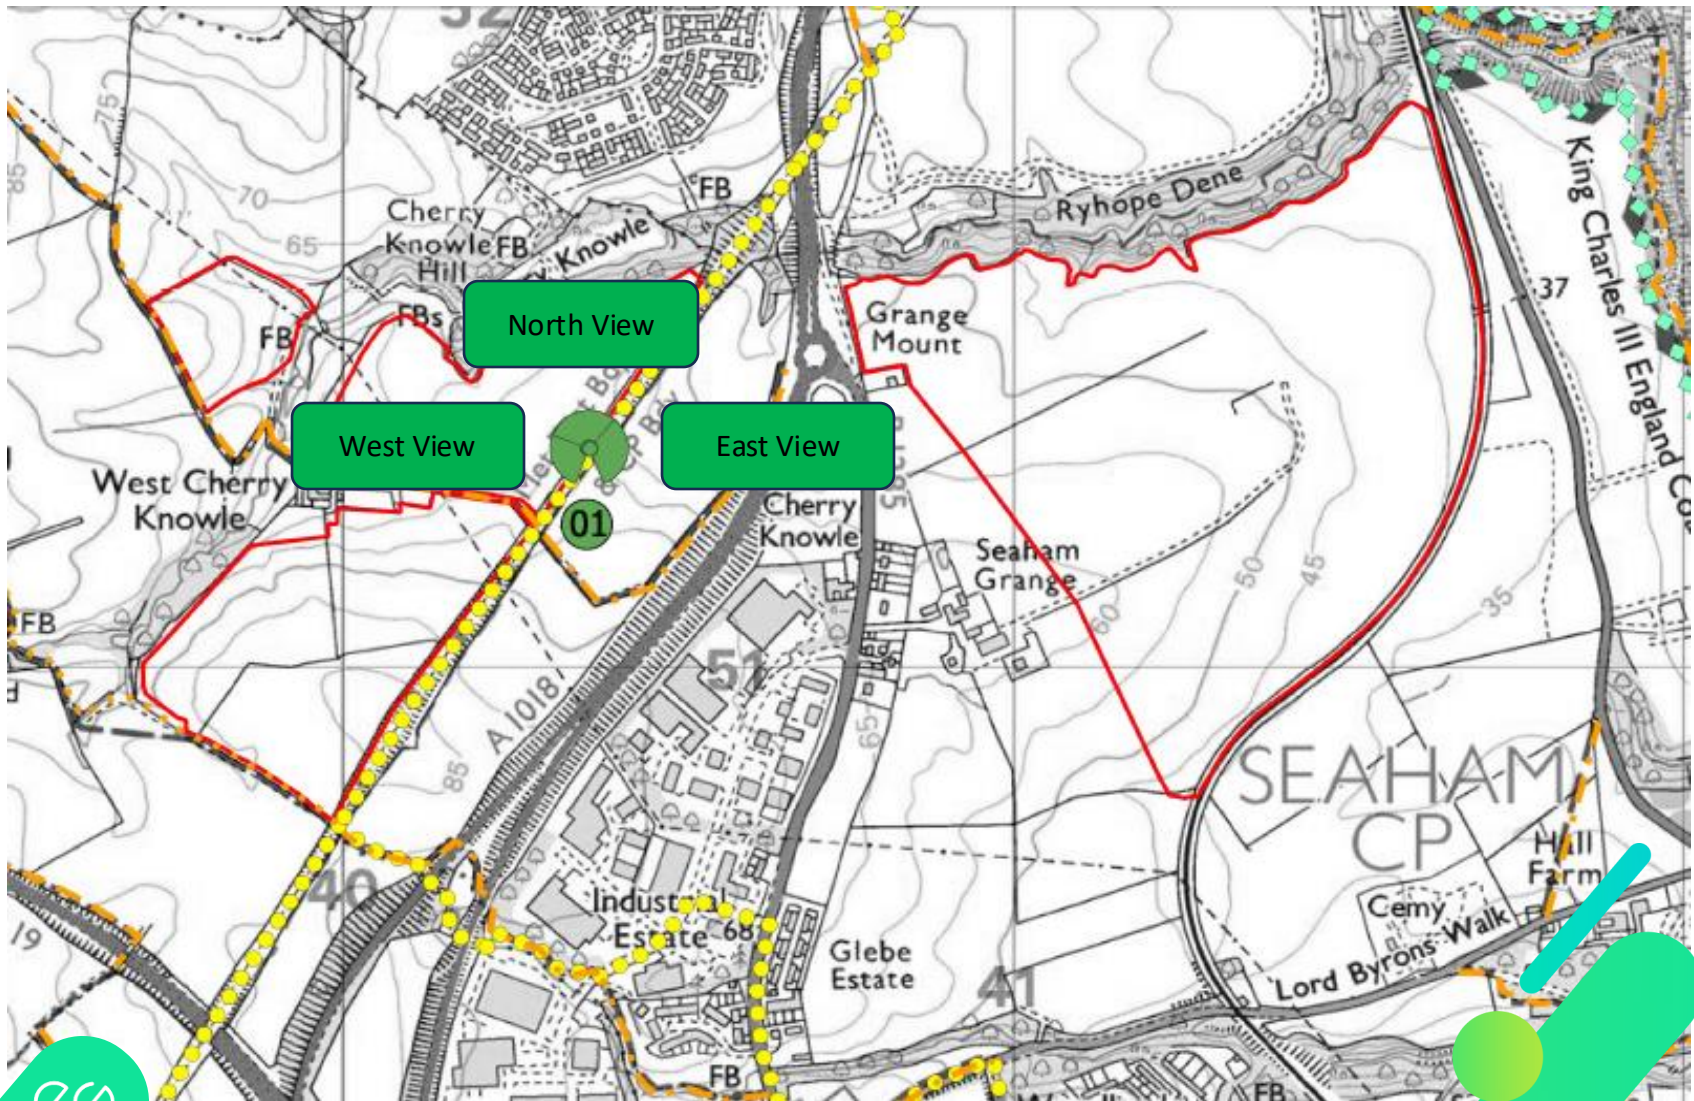 52
75
85
70
65
FB
Cherry
Knowle
Hill
FB
Knowle
FBs
FB
Ryhope Dene
King Charles III England
37
North View
Grange
Mount
West View
East View
West Cherry
Knowle
01
Cherry
Knowle
Seaham
Grange
50
45
35
60
FB
51
A 1018
65
85
SEAHAM
CP
Hall
Farm
40
19
Industrial
Estate
68
Cemy
Lord Byrons Walk
Glebe
Estate
41
FB
FB